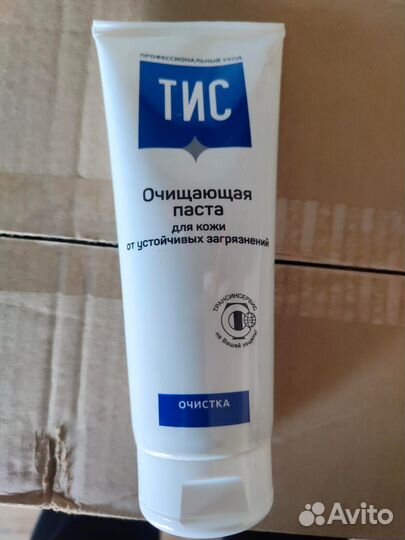 ПРОФЕССИОНАЛЬНЫЙ УХОД
ТИС
Очищающая
паста
для кожи
от устойчивых загрязнений
ТРАНСИНСЕРВИС
на Вашей защите!
ОЧИСТКА
Avito